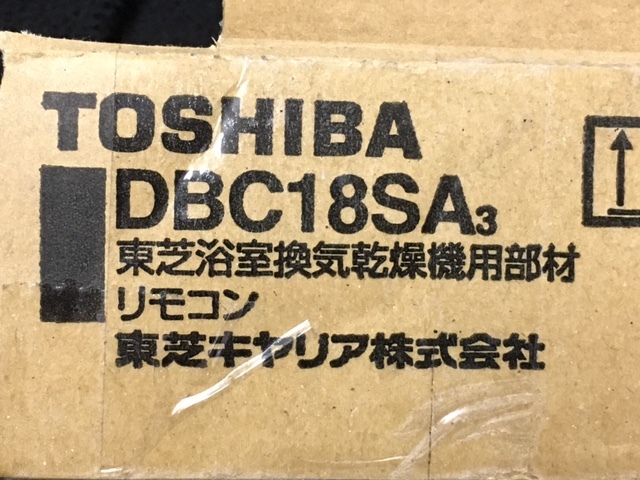 TOSHIBA
DBC18SA3
東芝浴室換気乾燥機用部材
リモコン
東芝キヤリア株式会社